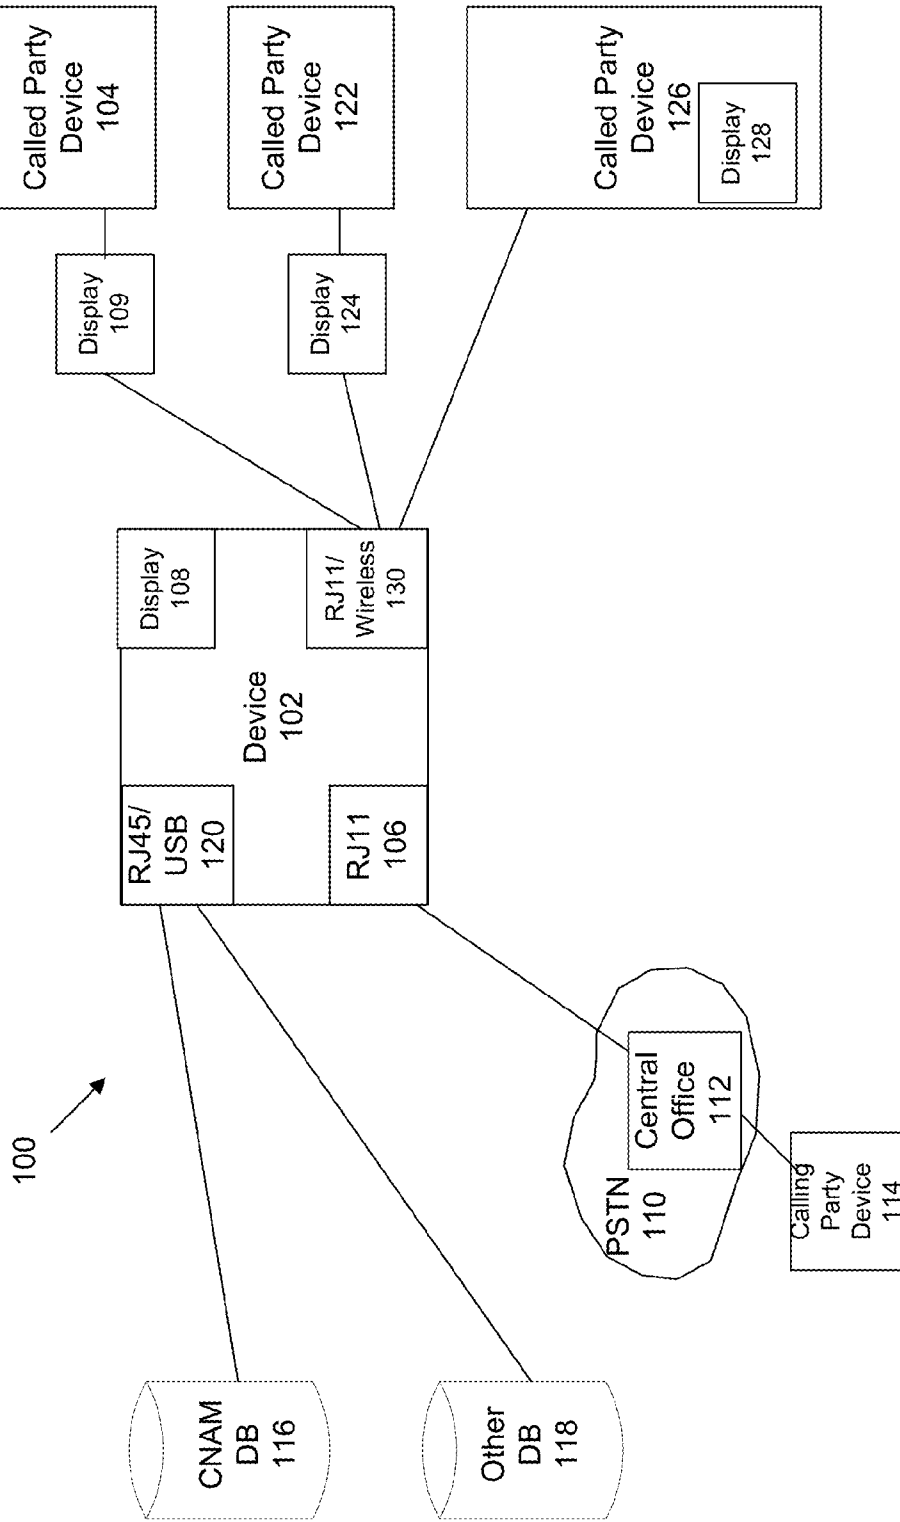 100
CNAM
DB
116
Other
DB
118
RJ45/
USB
120
Display
108
Device
102
RJ11
106
RJ11/
Wireless
130
PSTN
110
Central
Office
112
Calling
Party
Device
114
Display
109
Called Party
Device
104
Display
124
Called Party
Device
122
Called Party
Device
126
Display
128